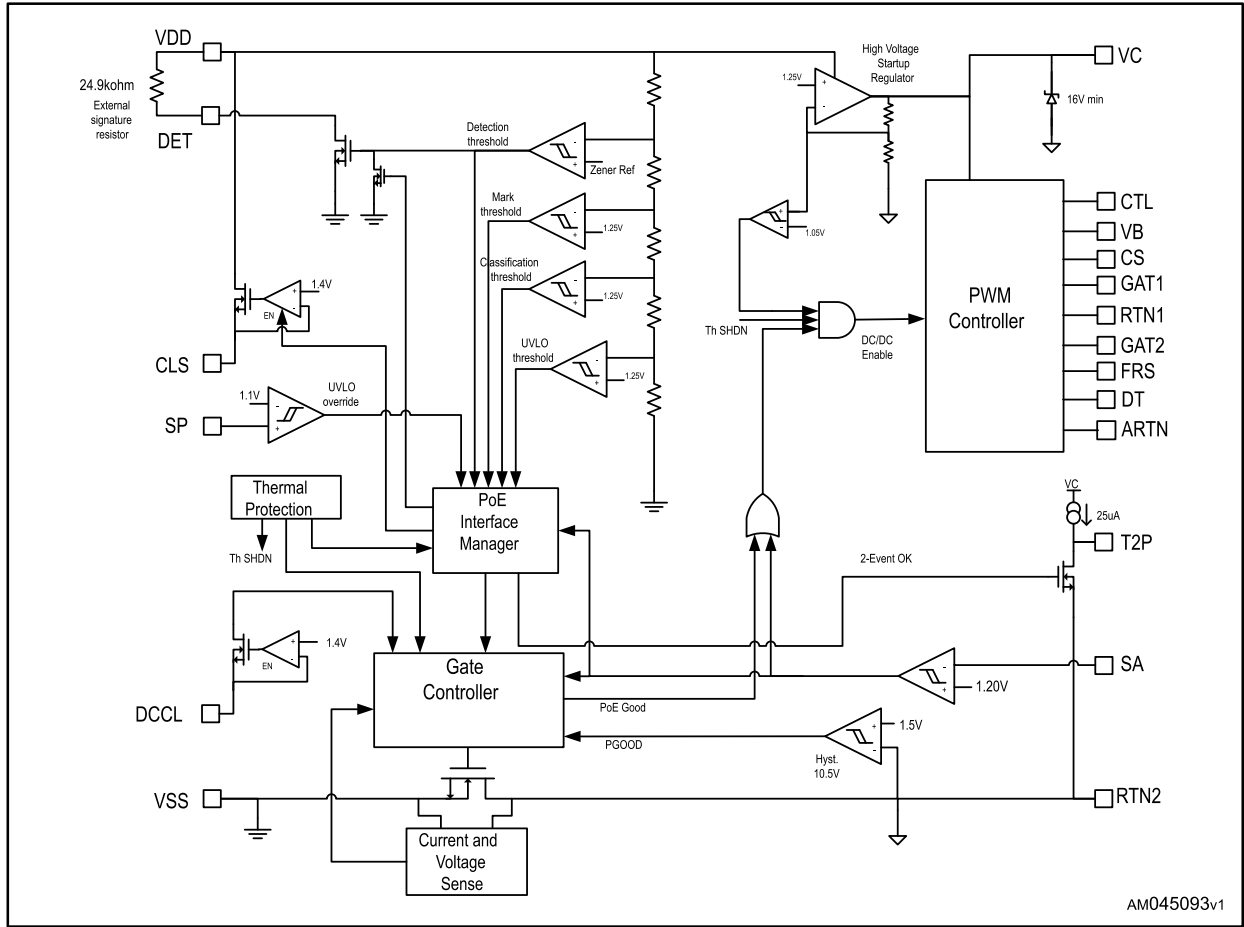 VDD
24.9kohm
External
signature
resistor
DET
Detection
threshold
-
+
Zener Ref
Mark
threshold
-
+
1.25V
Classification
threshold
-
+
1.25V
UVLO
threshold
-
+
1.25V
1.4V
+
-
EN
CLS
1.1V
-
+
UVLO
override
SP
High Voltage
Startup
Regulator
1.25V
+
-
VC
16V min
+
-
1.05V
Th SHDN
DC/DC
Enable
PWM
Controller
CTL
VB
CS
GAT1
RTN1
GAT2
FRS
DT
ARTN
Thermal
Protection
Th SHDN
PoE
Interface
Manager
VC
25uA
T2P
2-Event OK
1.4V
+
-
EN
DCCL
Gate
Controller
PoE Good
PGOOD
-
+
1.20V
SA
1.5V
+
-
Hyst.
10.5V
VSS
RTN2
Current and
Voltage
Sense
AM045093v1